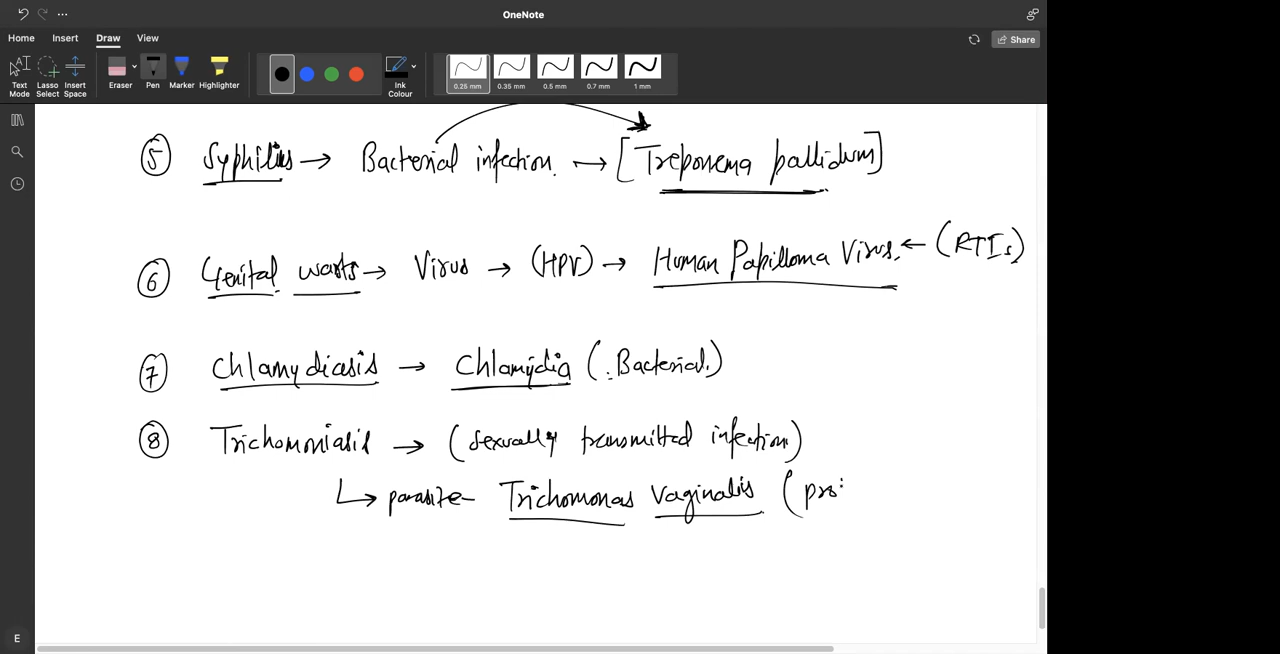 OneNote
Home Insert Draw View
Share
Text Mode
Lasso Select
Insert Space
Eraser
Pen
Marker
Highlighter
Ink Colour
0.25 mm
0.35 mm
0.5 mm
0.7 mm
1 mm
⑤ Syphilis → Bacterial infection. → [Treponema pallidum]
⑥ Genital warts → Virus → (HPV) → Human Papilloma Virus. ← (RTIs)
⑦ Chlamydiasis → Chlamydia (Bacterial.)
⑧ Trichomoniasis → (sexually transmitted infection)
↳ parasite - Trichomonas vaginalis (pro
E